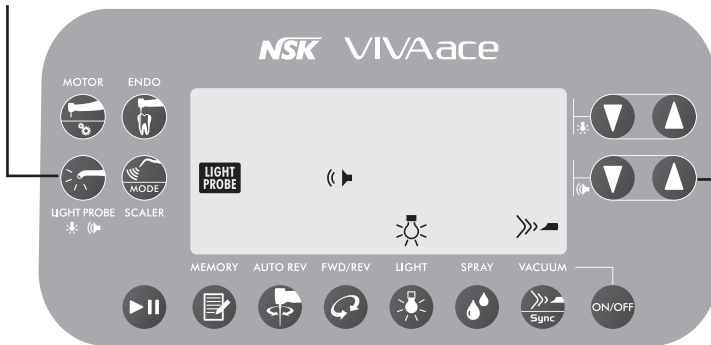 NSK VIVAace
MOTOR ENDO
MODE
LIGHT PROBE SCALER
LIGHT
PROBE
MEMORY AUTO REV FWD/REV LIGHT SPRAY VACUUM
Sync
ON/OFF